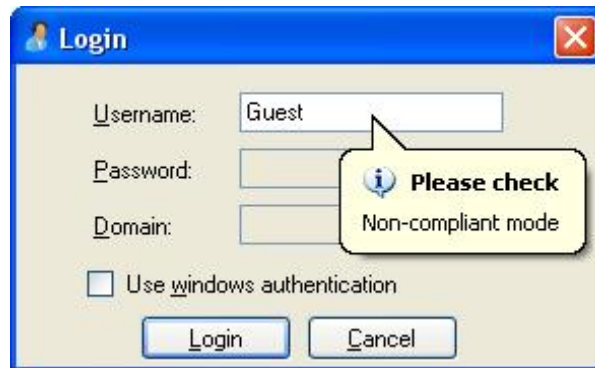 Login
Username: Guest
Password:
Please check
Domain:
Non-compliant mode
Use windows authentication
Login Cancel